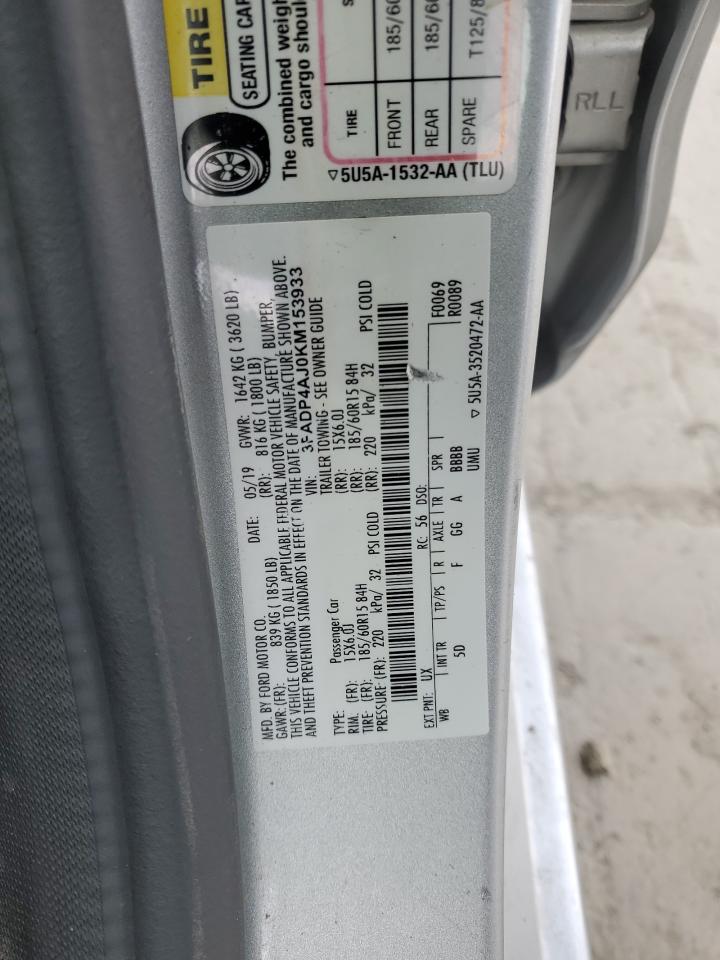 TIRE
SEATING CAP
The combined weigh
and cargo shoul
TIRE S
FRONT 185/60
REAR 185/60
SPARE T125/8
▽5U5A-1532-AA (TLU)
RLL
MFD. BY FORD MOTOR CO. DATE: 05/19 GVWR: 1642 KG ( 3620 LB)
GAWR: (FR): 839 KG (1850 LB) (RR): 816 KG ( 1800 LB)
THIS VEHICLE CONFORMS TO ALL APPLICABLE FEDERAL MOTOR VEHICLE SAFETY, BUMPER,
AND THEFT PREVENTION STANDARDS IN EFFECT ON THE DATE OF MANUFACTURE SHOWN ABOVE.
VIN: 3FADP4AJ0KM153933
TYPE: Passenger Car TRAILER TOWING - SEE OWNER GUIDE
RIM: (FR): 15X6.0J (RR): 15X6.0J
TIRE: (FR): 185/60R15 84H (RR): 185/60R15 84H
PRESSURE: (FR): 220 kPa/ 32 PSI COLD (RR): 220 kPa/ 32 PSI COLD
EXT PNT: UX RC: 56 DSO: F0069
WB INT TR TP/PS R AXLE TR SPR R0089
5D F GG A BBBB
UMU ▽ 5U5A-3520472-AA